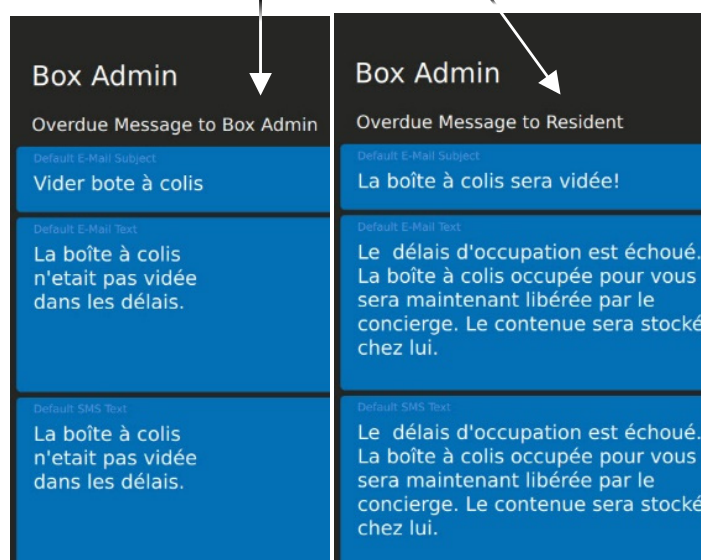 Box Admin
Overdue Message to Box Admin
Default E-Mail Subject
Vider bote à colis
Default E-Mail Text
La boîte à colis
n'etait pas vidée
dans les délais.
Default SMS Text
La boîte à colis
n'etait pas vidée
dans les délais.
Box Admin
Overdue Message to Resident
Default E-Mail Subject
La boîte à colis sera vidée!
Default E-Mail Text
Le  délais d'occupation est échoué.
La boîte à colis occupée pour vous
sera maintenant libérée par le
concierge. Le contenue sera stocké
chez lui.
Default SMS Text
Le  délais d'occupation est échoué.
La boîte à colis occupée pour vous
sera maintenant libérée par le
concierge. Le contenue sera stocké
chez lui.